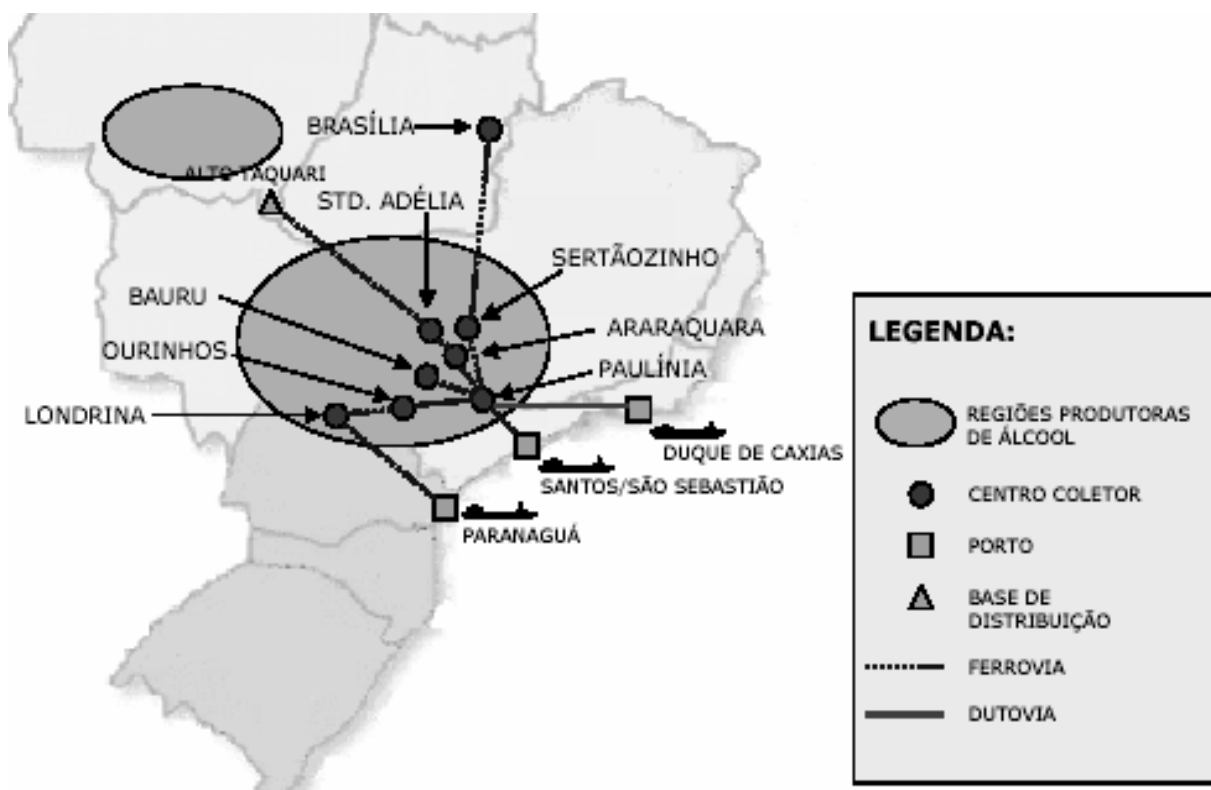 BRASÍLIA
ALTO TAQUARI
STD. ADÉLIA
SERTÃOZINHO
BAURU
ARARAQUARA
OURINHOS
PAULÍNIA
LONDRINA
DUQUE DE CAXIAS
SANTOS/SÃO SEBASTIÃO
PARANAGUÁ
LEGENDA:
REGIÕES PRODUTORAS
DE ÁLCOOL
CENTRO COLETOR
PORTO
BASE DE
DISTRIBUIÇÃO
FERROVIA
DUTOVIA